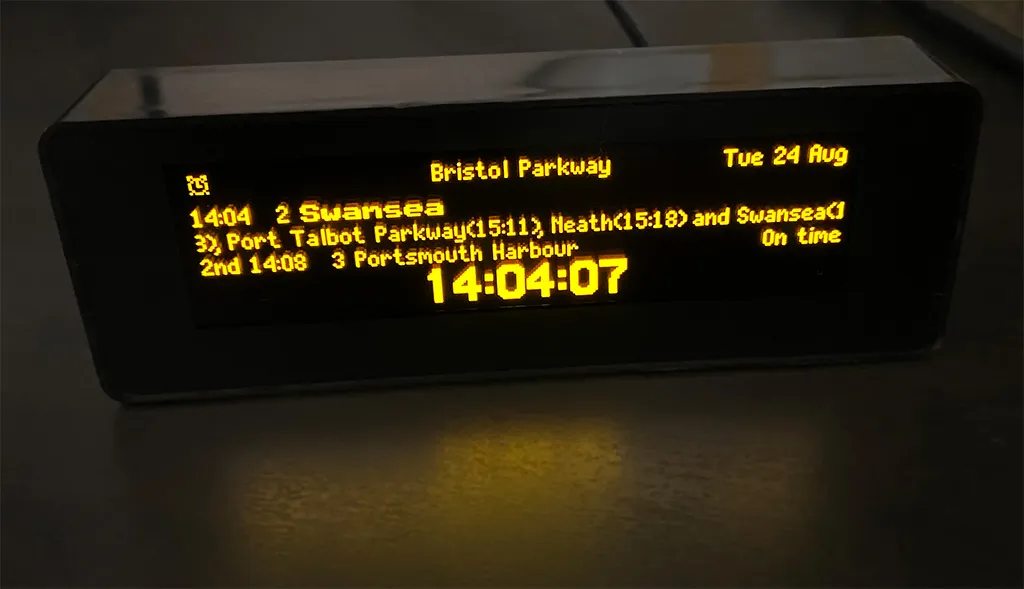 Bristol Parkway
Tue 24 Aug
14:04 2 Swansea
3), Port Talbot Parkway(15:11), Neath(15:18) and Swansea(1
2nd 14:08 3 Portsmouth Harbour On time
14:04:07